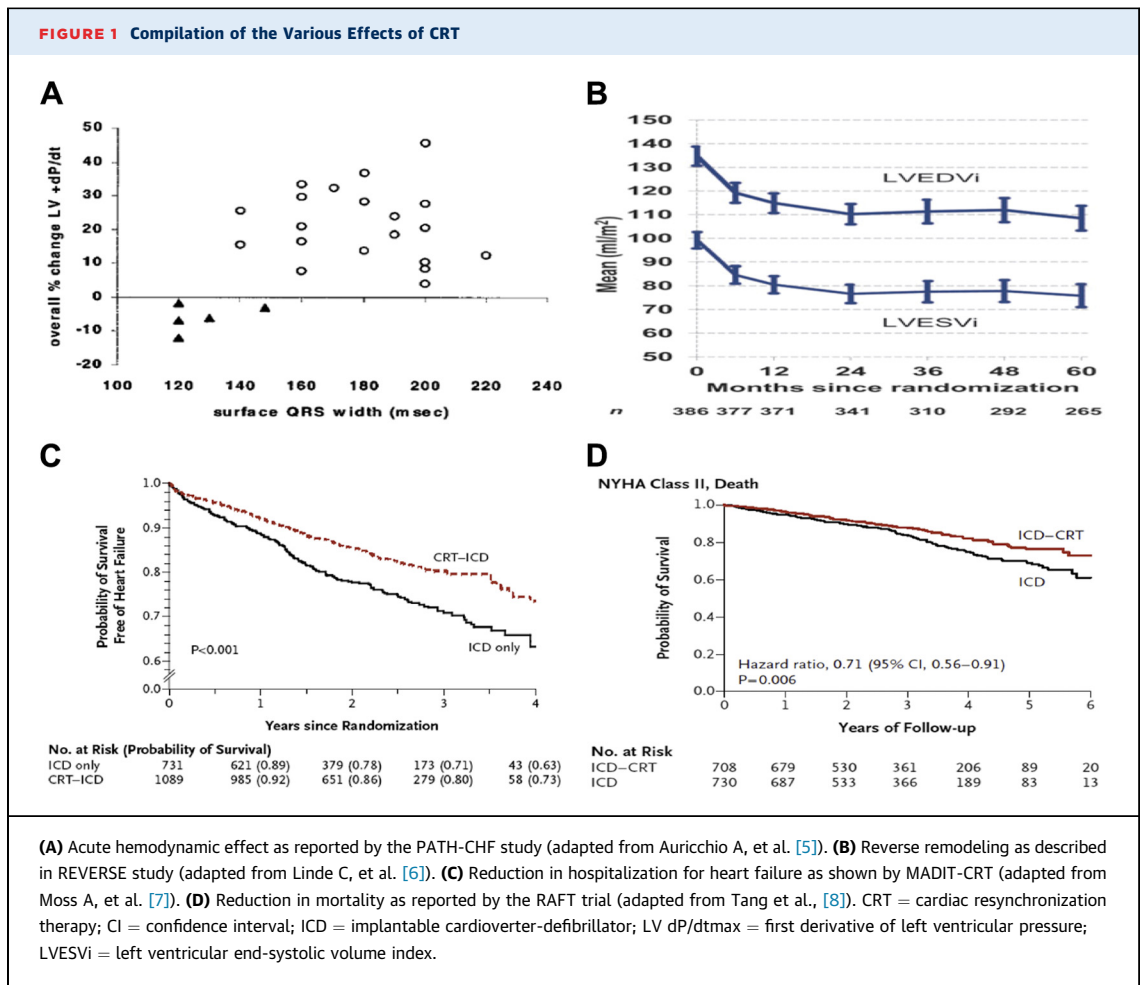 FIGURE 1 Compilation of the Various Effects of CRT
A
overall % change LV +dP/dt
50
40
30
20
10
0
-10
-20
100 120 140 160 180 200 220 240
surface QRS width (msec)
B
Mean (ml/m²)
150
140
130
120
110
100
90
80
70
60
50
LVEDVi
LVESVi
0 12 24 36 48 60
Months since randomization
n 386 377 371 341 310 292 265
C
Probability of Survival
Free of Heart Failure
1.0
0.9
0.8
0.7
0.6
0.0
CRT–ICD
ICD only
P<0.001
0 1 2 3 4
Years since Randomization
No. at Risk (Probability of Survival)
ICD only 731 621 (0.89) 379 (0.78) 173 (0.71) 43 (0.63)
CRT–ICD 1089 985 (0.92) 651 (0.86) 279 (0.80) 58 (0.73)
D
NYHA Class II, Death
Probability of Survival
1.0
0.8
0.6
0.4
0.2
0.0
ICD–CRT
ICD
Hazard ratio, 0.71 (95% CI, 0.56–0.91)
P=0.006
0 1 2 3 4 5 6
Years of Follow-up
No. at Risk
ICD–CRT 708 679 530 361 206 89 20
ICD 730 687 533 366 189 83 13
(A) Acute hemodynamic effect as reported by the PATH-CHF study (adapted from Auricchio A, et al. [5]). (B) Reverse remodeling as described
in REVERSE study (adapted from Linde C, et al. [6]). (C) Reduction in hospitalization for heart failure as shown by MADIT-CRT (adapted from
Moss A, et al. [7]). (D) Reduction in mortality as reported by the RAFT trial (adapted from Tang et al., [8]). CRT = cardiac resynchronization
therapy; CI = confidence interval; ICD = implantable cardioverter-defibrillator; LV dP/dtmax = first derivative of left ventricular pressure;
LVESVi = left ventricular end-systolic volume index.